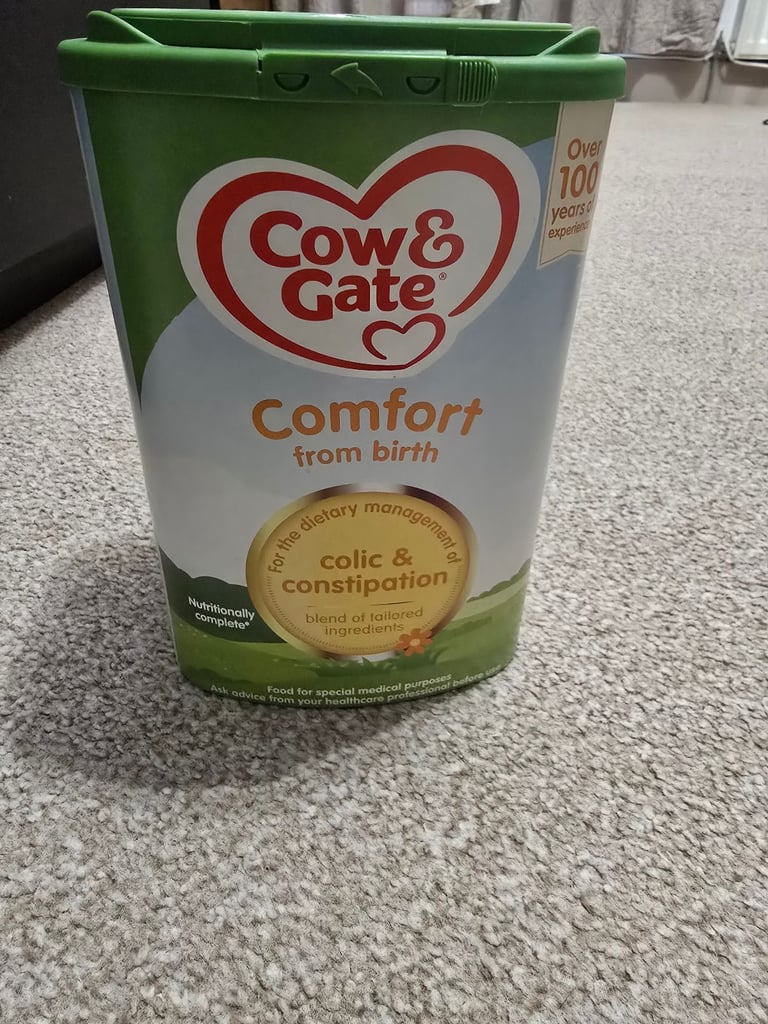 Cow&
Gate®
Over
100
years
experience
Comfort
from birth
For the dietary management of
colic &
constipation
blend of tailored
ingredients
Nutritionally
complete*
Food for special medical purposes
Ask advice from your healthcare professional before use